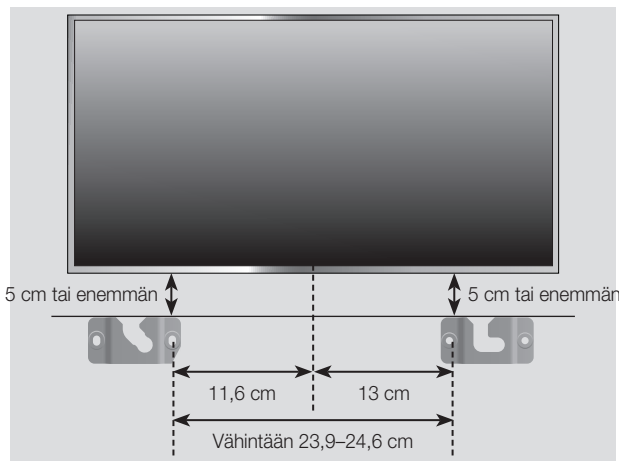 5 cm tai enemmän
5 cm tai enemmän
11,6 cm
13 cm
Vähintään 23,9–24,6 cm